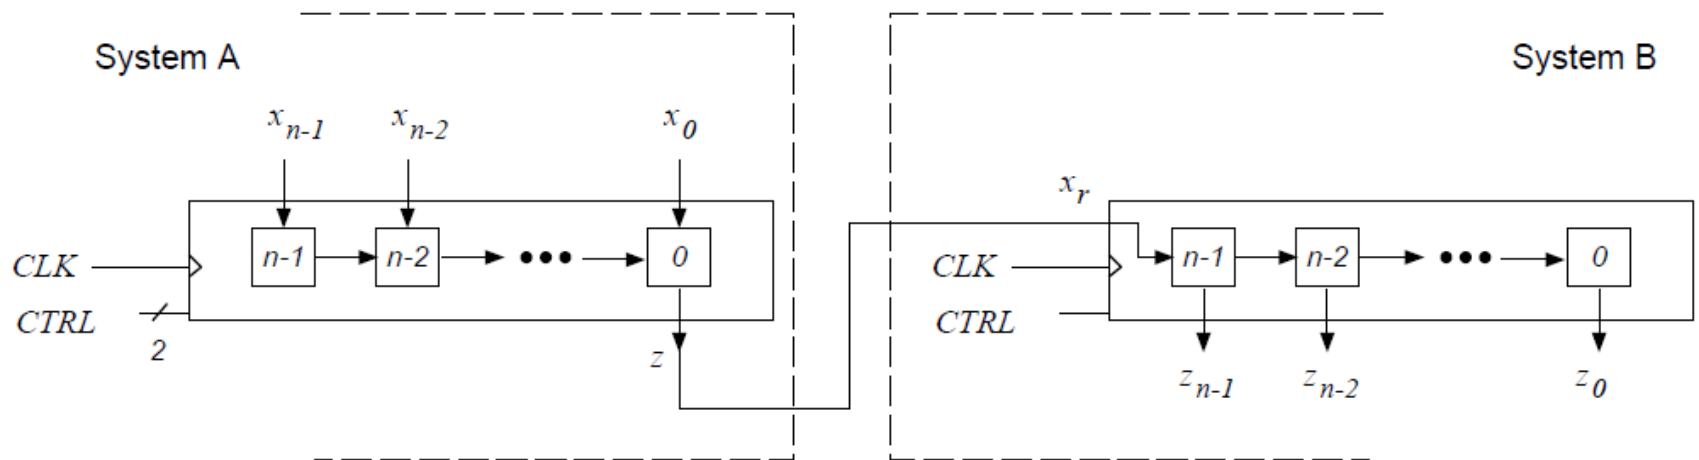 System A
System B
x_{n-1} x_{n-2} x_0
x_r
n-1 n-2 ••• 0
n-1 n-2 ••• 0
CLK
CLK
CTRL
CTRL
2
z
z_{n-1} z_{n-2} z_0